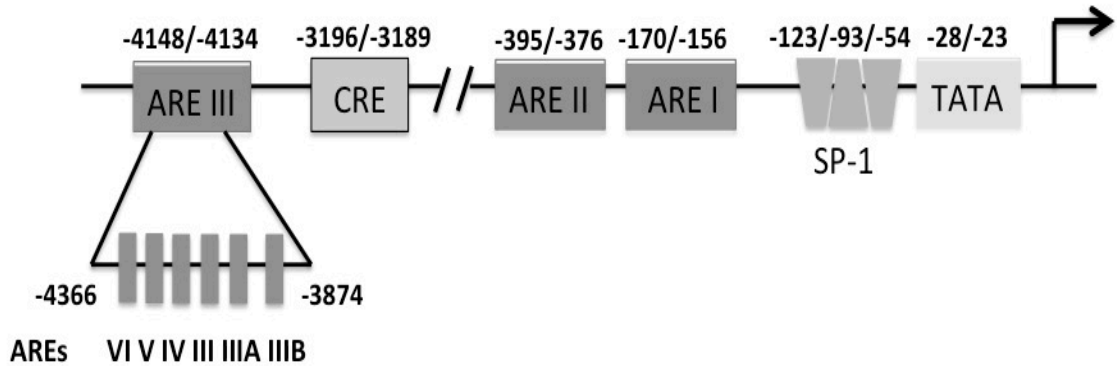 -4148/-4134 -3196/-3189 -395/-376 -170/-156 -123/-93/-54 -28/-23
ARE III CRE ARE II ARE I TATA
SP-1
-4366 -3874
AREs VI V IV III IIIA IIIB